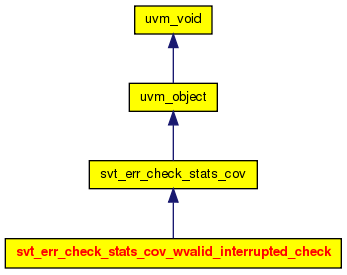 uvm_void
uvm_object
svt_err_check_stats_cov
svt_err_check_stats_cov_wvalid_interrupted_check